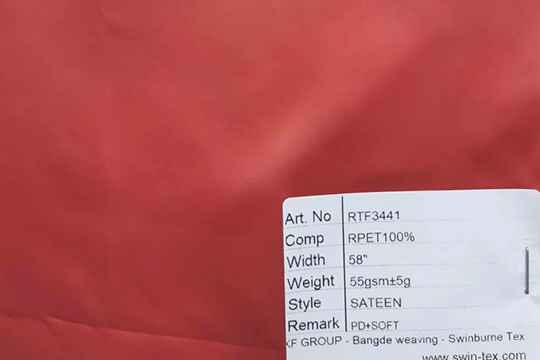 Art. No RTF3441
Comp RPET100%
Width 58"
Weight 55gsm±5g
Style SATEEN
Remark PD+SOFT
KF GROUP - Bangde weaving - Swinburne Tex
www.swin-tex.com